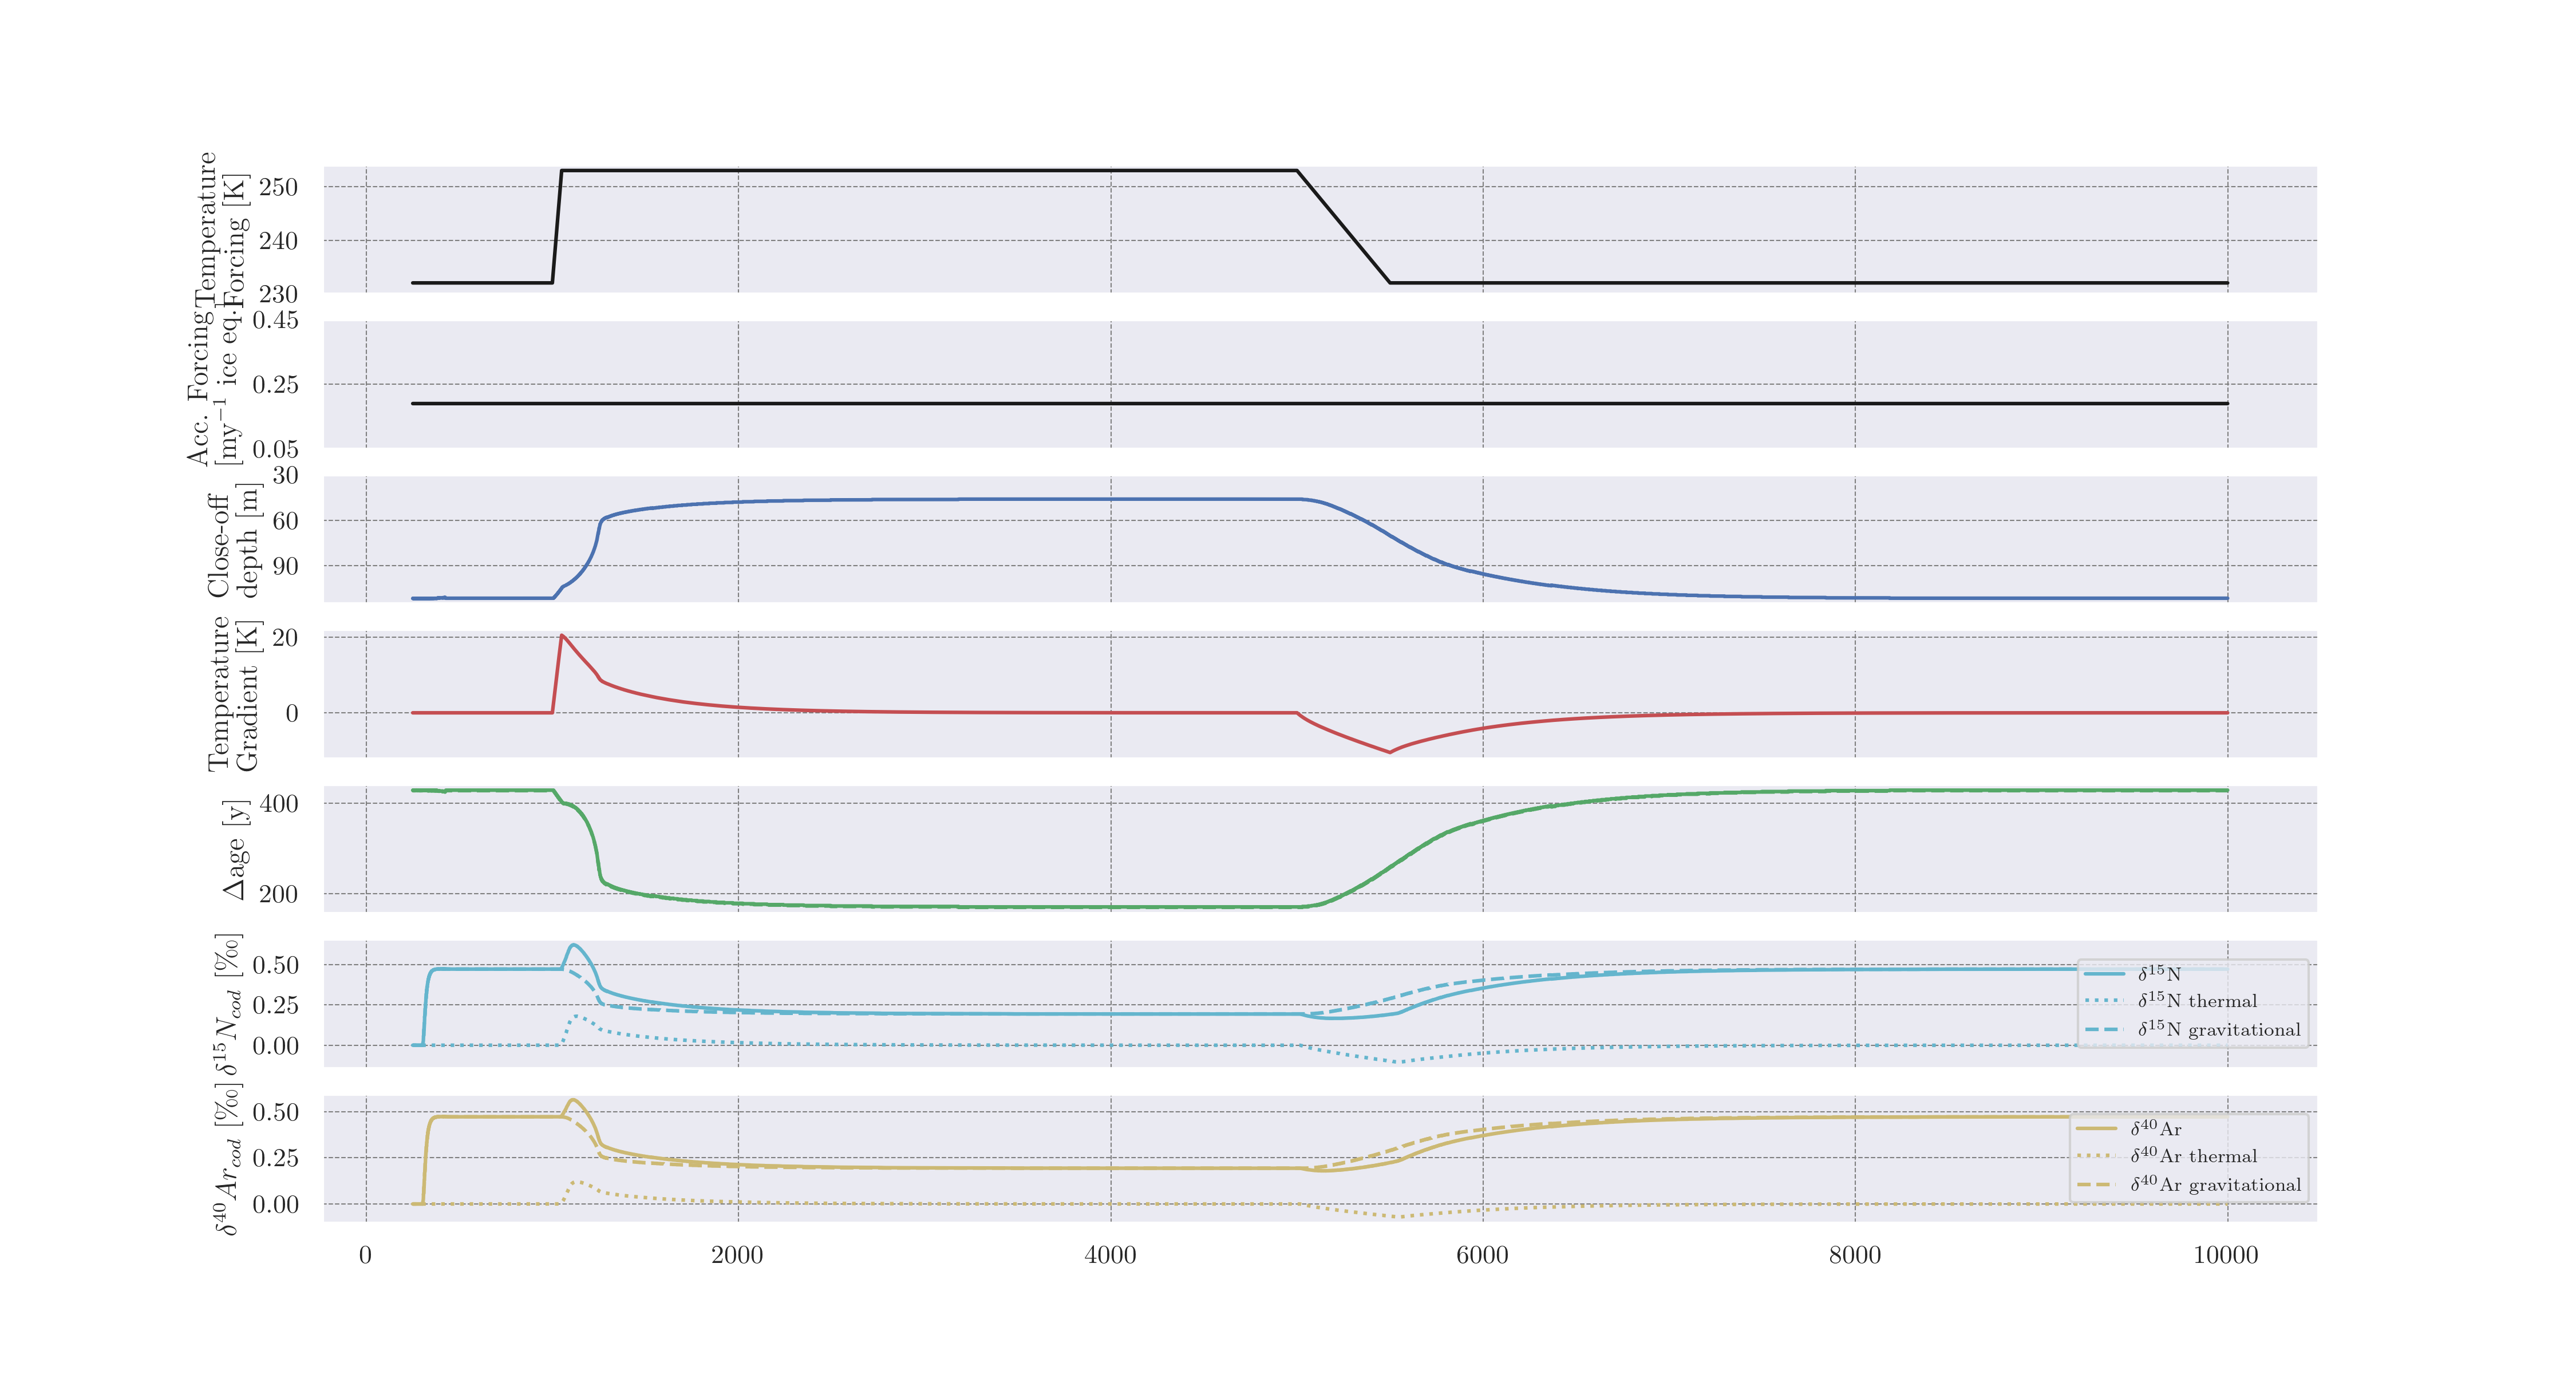 Temperature
Forcing [K]
250
240
230
Acc. Forcing
[my⁻¹ ice eq.]
0.45
0.25
0.05
Close-off
depth [m]
30
60
90
Temperature
Gradient [K]
20
0
Δage [y]
400
200
δ¹⁵N_cod [‰]
0.50
0.25
0.00
δ¹⁵N
δ¹⁵N thermal
δ¹⁵N gravitational
δ⁴⁰Ar_cod [‰]
0.50
0.25
0.00
δ⁴⁰Ar
δ⁴⁰Ar thermal
δ⁴⁰Ar gravitational
0 2000 4000 6000 8000 10000